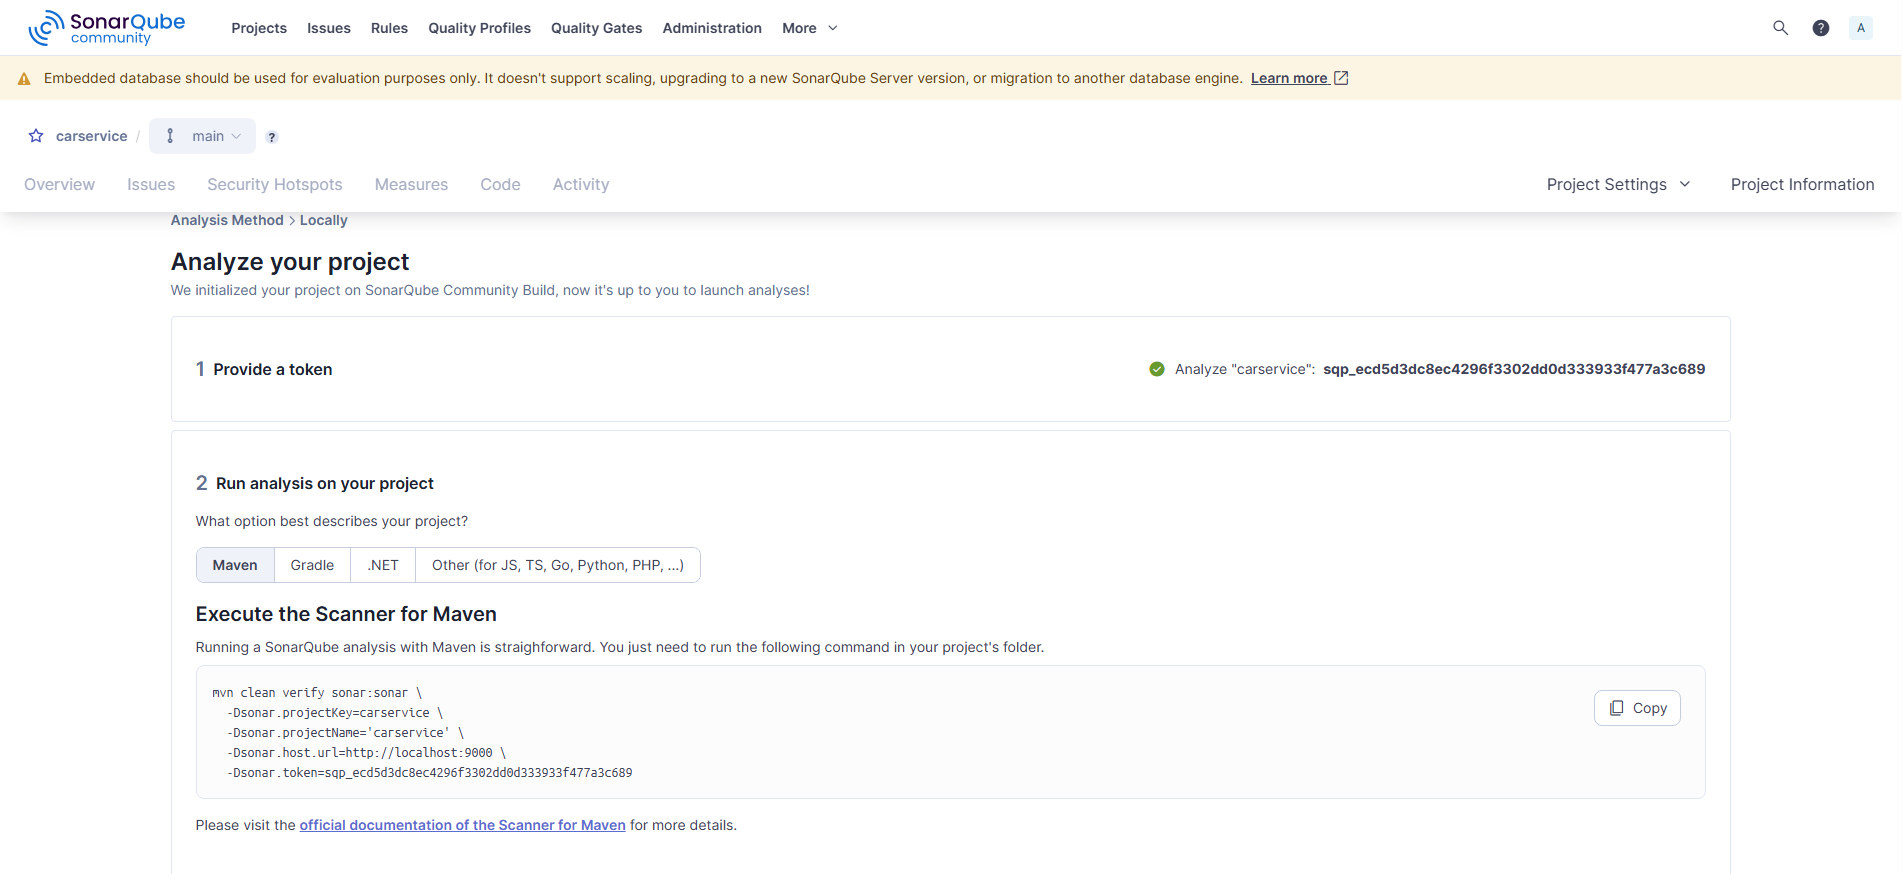 SonarQube
community
Projects Issues Rules Quality Profiles Quality Gates Administration More A
Embedded database should be used for evaluation purposes only. It doesn't support scaling, upgrading to a new SonarQube Server version, or migration to another database engine. Learn more
carservice / main ?
Overview Issues Security Hotspots Measures Code Activity Project Settings Project Information
Analysis Method > Locally
Analyze your project
We initialized your project on SonarQube Community Build, now it's up to you to launch analyses!
1 Provide a token Analyze "carservice": sqp_ecd5d3dc8ec4296f3302dd0d333933f477a3c689
2 Run analysis on your project
What option best describes your project?
Maven Gradle .NET Other (for JS, TS, Go, Python, PHP, ...)
Execute the Scanner for Maven
Running a SonarQube analysis with Maven is straighforward. You just need to run the following command in your project's folder.
mvn clean verify sonar:sonar \
-Dsonar.projectKey=carservice \
-Dsonar.projectName='carservice' \
-Dsonar.host.url=http://localhost:9000 \
-Dsonar.token=sqp_ecd5d3dc8ec4296f3302dd0d333933f477a3c689
Copy
Please visit the official documentation of the Scanner for Maven for more details.